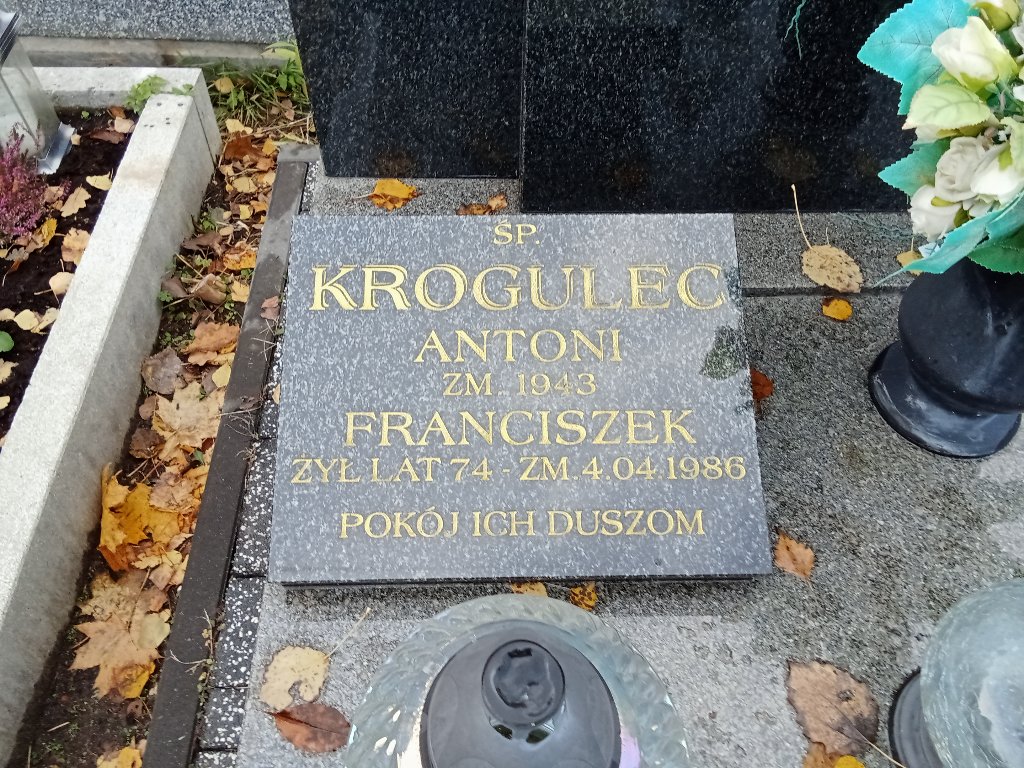 ŚP.
KROGULEC
ANTONI
ZM. 1943
FRANCISZEK
ŻYŁ LAT 74 - ZM. 4.04.1986
POKÓJ ICH DUSZOM